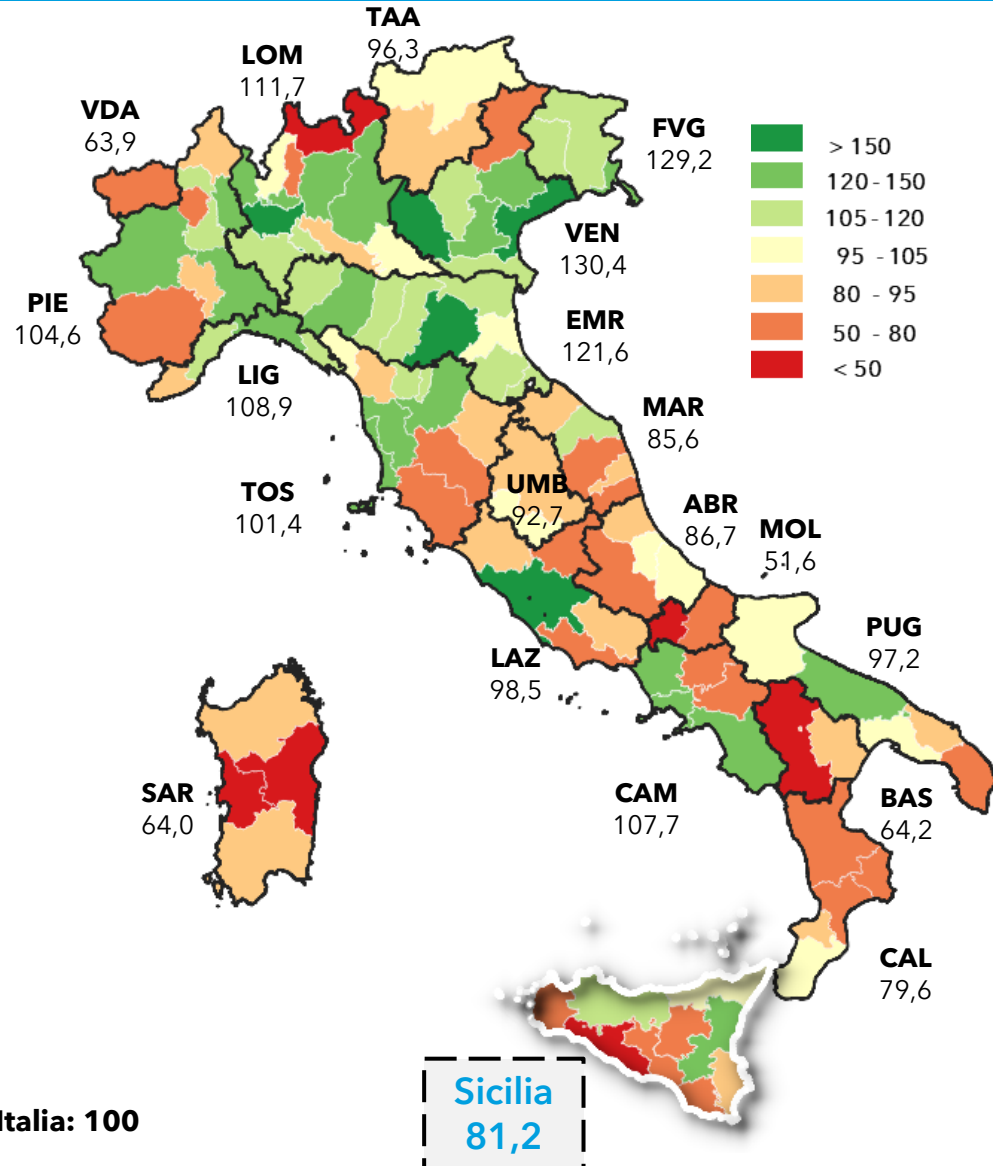 TAA
96,3
LOM
111,7
VDA
63,9
FVG
129,2
> 150
120 - 150
105 - 120
95 - 105
80 - 95
50 - 80
< 50
VEN
130,4
PIE
104,6
EMR
121,6
LIG
108,9
MAR
85,6
TOS
101,4
UMB
92,7
ABR
86,7
MOL
51,6
PUG
97,2
LAZ
98,5
SAR
64,0
CAM
107,7
BAS
64,2
CAL
79,6
Sicilia
81,2
Italia: 100